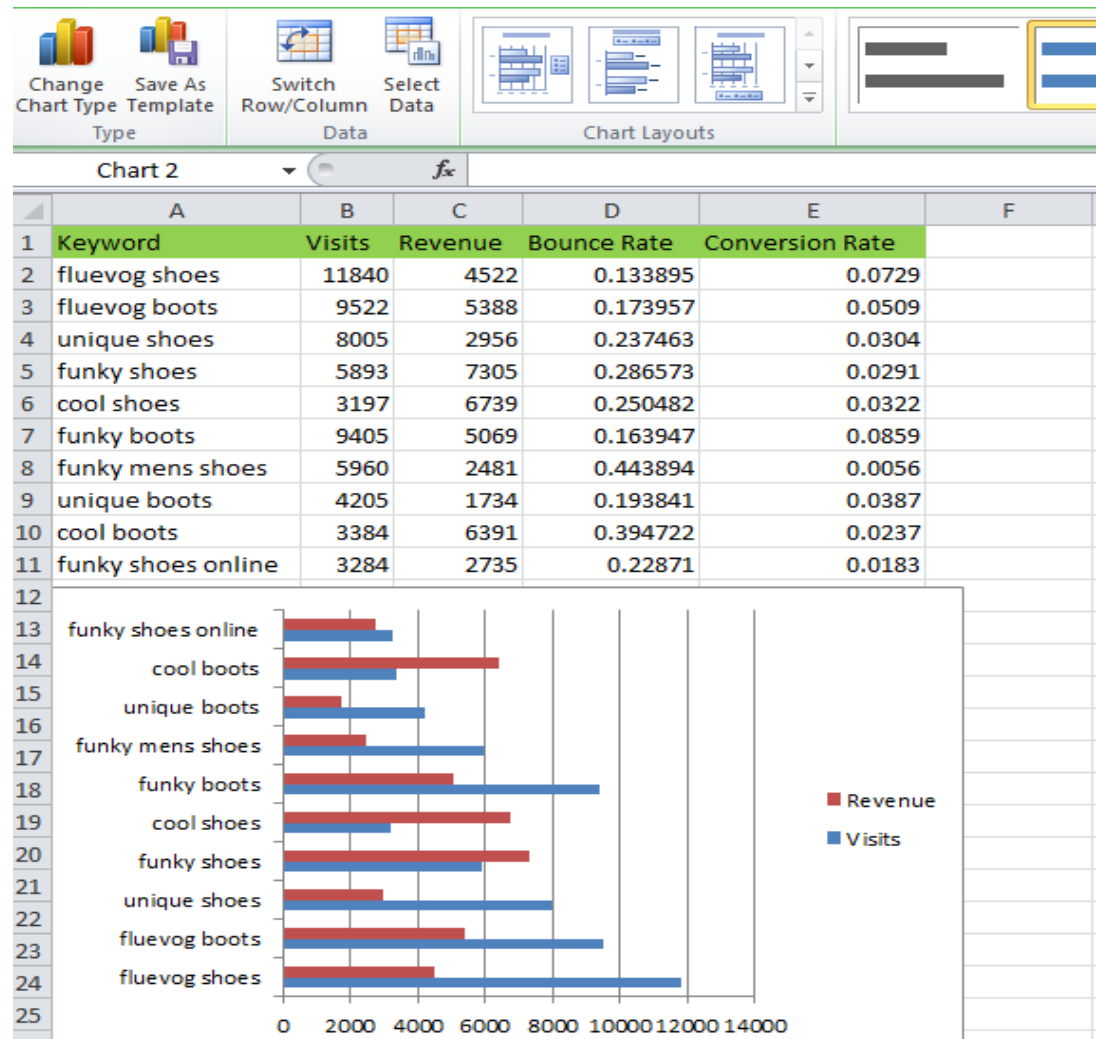 Change Save As Switch Select
Chart Type Template Row/Column Data
Type Data Chart Layouts
Chart 2 fx
A B C D E F
1 Keyword Visits Revenue Bounce Rate Conversion Rate
2 fluevog shoes 11840 4522 0.133895 0.0729
3 fluevog boots 9522 5388 0.173957 0.0509
4 unique shoes 8005 2956 0.237463 0.0304
5 funky shoes 5893 7305 0.286573 0.0291
6 cool shoes 3197 6739 0.250482 0.0322
7 funky boots 9405 5069 0.163947 0.0859
8 funky mens shoes 5960 2481 0.443894 0.0056
9 unique boots 4205 1734 0.193841 0.0387
10 cool boots 3384 6391 0.394722 0.0237
11 funky shoes online 3284 2735 0.22871 0.0183
12
13 funky shoes online
14 cool boots
15 unique boots
16
17 funky mens shoes
18 funky boots Revenue
19 cool shoes Visits
20 funky shoes
21 unique shoes
22
23 fluevog boots
24 fluevog shoes
25
0 2000 4000 6000 8000 10000 12000 14000